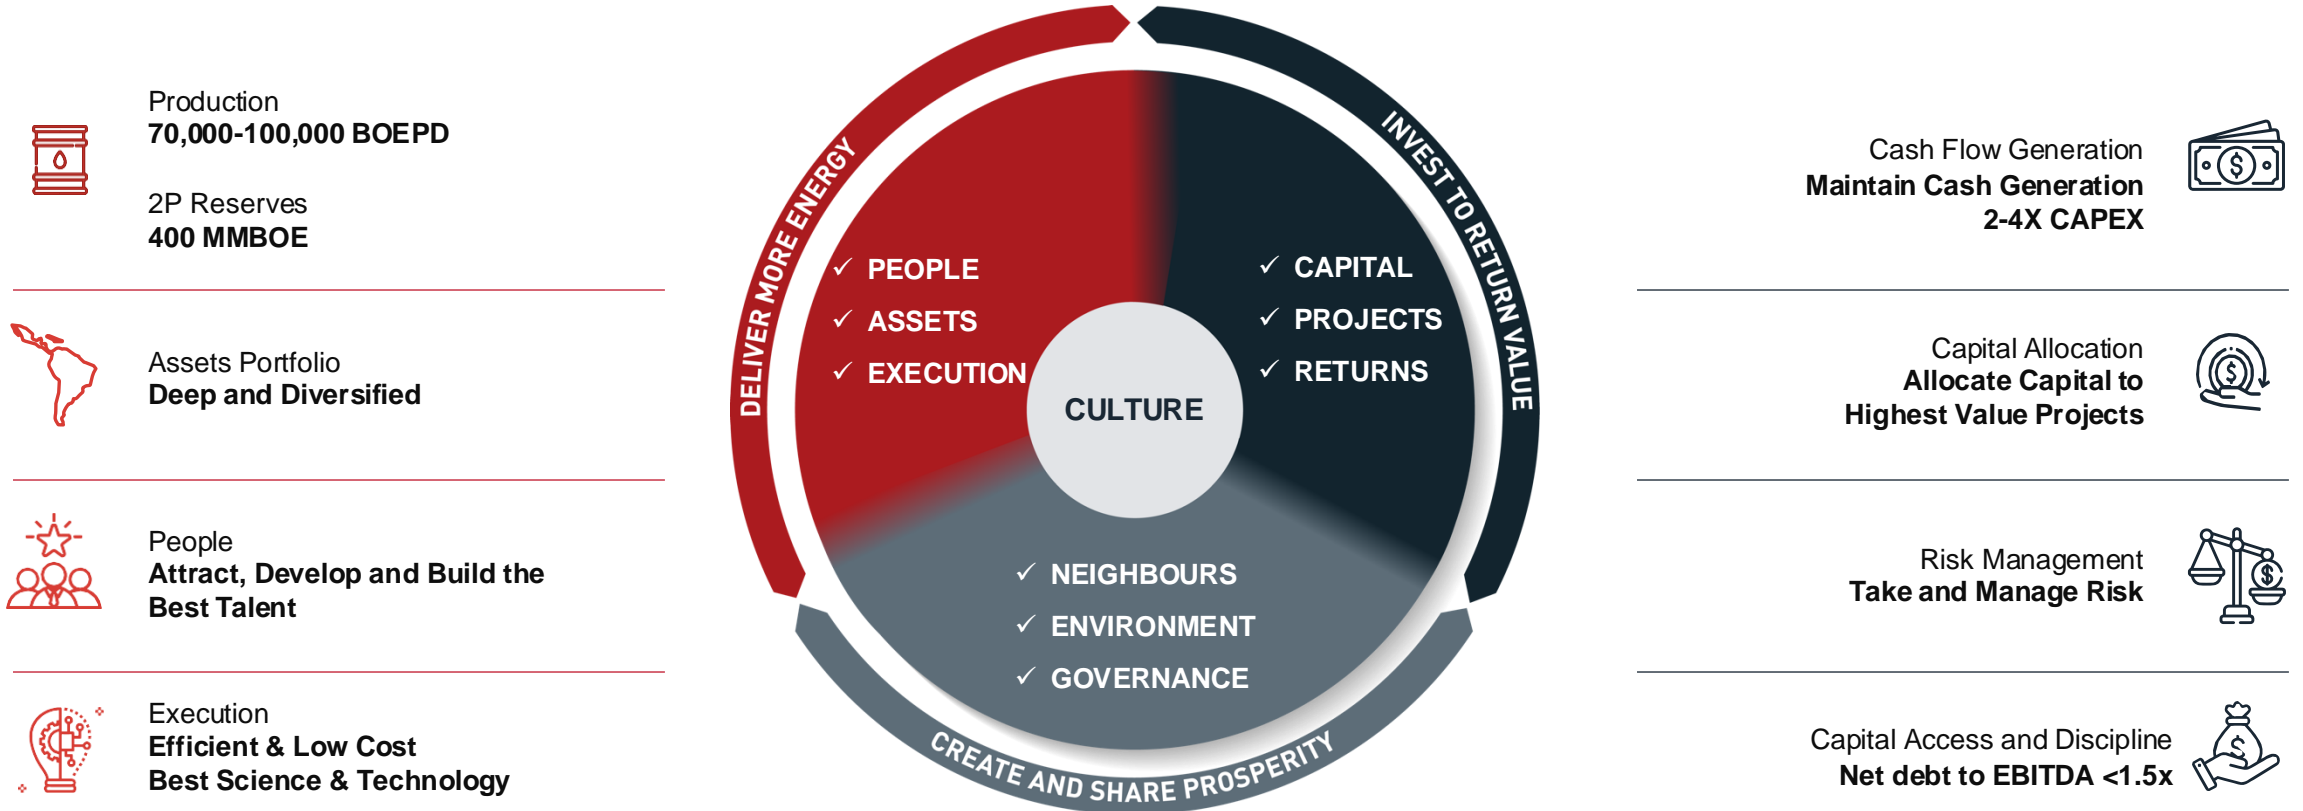 Production
70,000-100,000 BOEPD
2P Reserves
400 MMBOE
Assets Portfolio
Deep and Diversified
People
Attract, Develop and Build the
Best Talent
Execution
Efficient & Low Cost
Best Science & Technology
DELIVER MORE ENERGY
✓ PEOPLE
✓ ASSETS
✓ EXECUTION
INVEST TO RETURN VALUE
✓ CAPITAL
✓ PROJECTS
✓ RETURNS
CULTURE
✓ NEIGHBOURS
✓ ENVIRONMENT
✓ GOVERNANCE
CREATE AND SHARE PROSPERITY
Cash Flow Generation
Maintain Cash Generation
2-4X CAPEX
Capital Allocation
Allocate Capital to
Highest Value Projects
Risk Management
Take and Manage Risk
Capital Access and Discipline
Net debt to EBITDA <1.5x